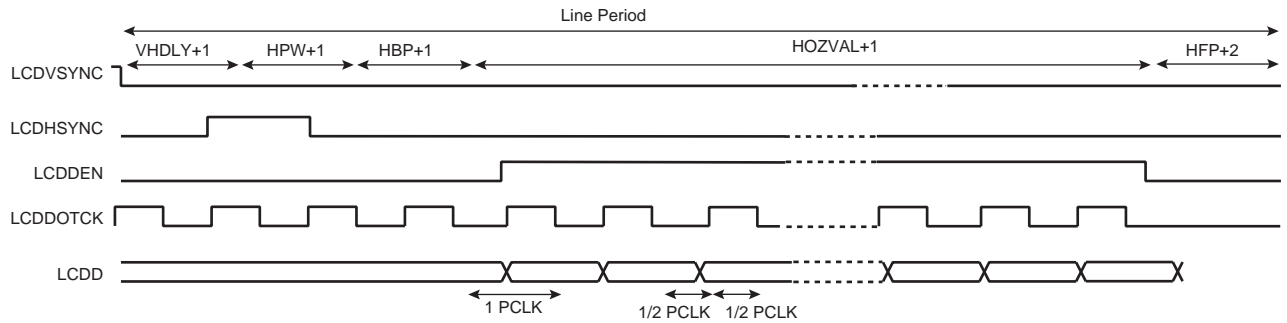 Line Period
VHDLY+1 HPW+1 HBP+1 HOZVAL+1 HFP+2
LCDVSYNC
LCDHSYNC
LCDDEN
LCDDOTCK
LCDD
1 PCLK 1/2 PCLK 1/2 PCLK